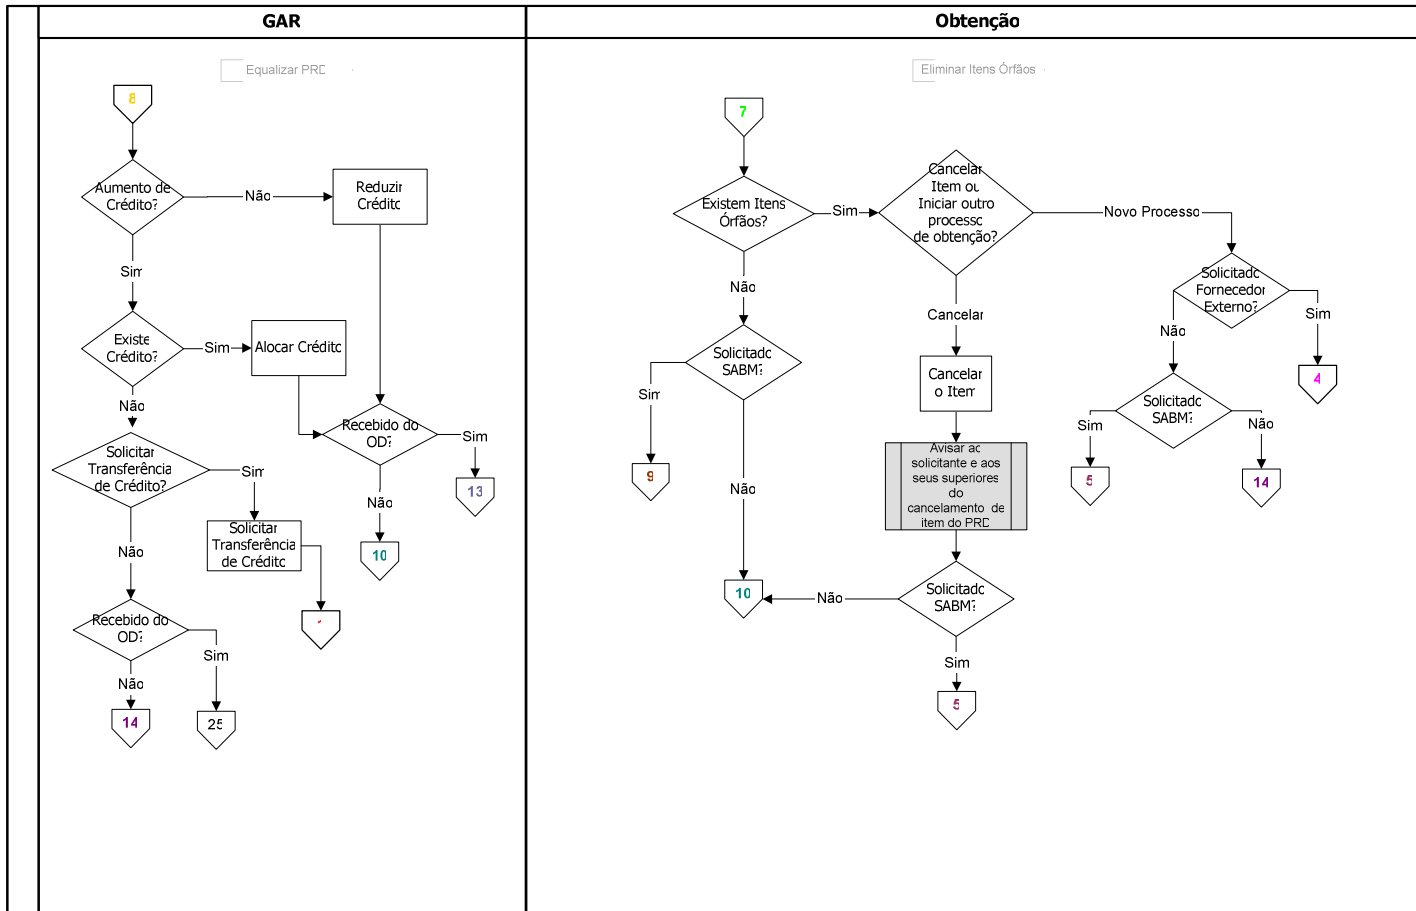 GAR
Obtenção
Equalizar PRD
Eliminar Itens Órfãos
8
Aumento de
Crédito?
Não
Reduzir
Crédito
Sim
Existe
Crédito?
Sim
Alocar Crédito
Não
Solicitar
Transferência
de Crédito?
Sim
Solicitar
Transferência
de Crédito
Recebido do
OD?
Sim
13
Não
10
Não
Recebido do
OD?
Sim
Não
14
25
7
Existem Itens
Órfãos?
Sim
Cancelar
Item ou
Iniciar outro
processo
de obtenção?
Novo Processo
Não
Solicitado
SABM?
Sim
9
Não
10
Cancelar
Cancelar
o Item
Avisar ao
solicitante e aos
seus superiores
do
cancelamento de
item do PRD
Solicitado
SABM?
Não
Sim
5
Solicitado
Fornecedor
Externo?
Sim
4
Não
Solicitado
SABM?
Sim
5
Não
14